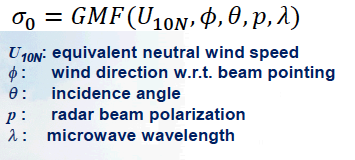 σ₀ = GMF(U₁₀ₙ, ϕ, θ, p, λ)
U₁₀ₙ: equivalent neutral wind speed
ϕ : wind direction w.r.t. beam pointing
θ : incidence angle
p : radar beam polarization
λ : microwave wavelength